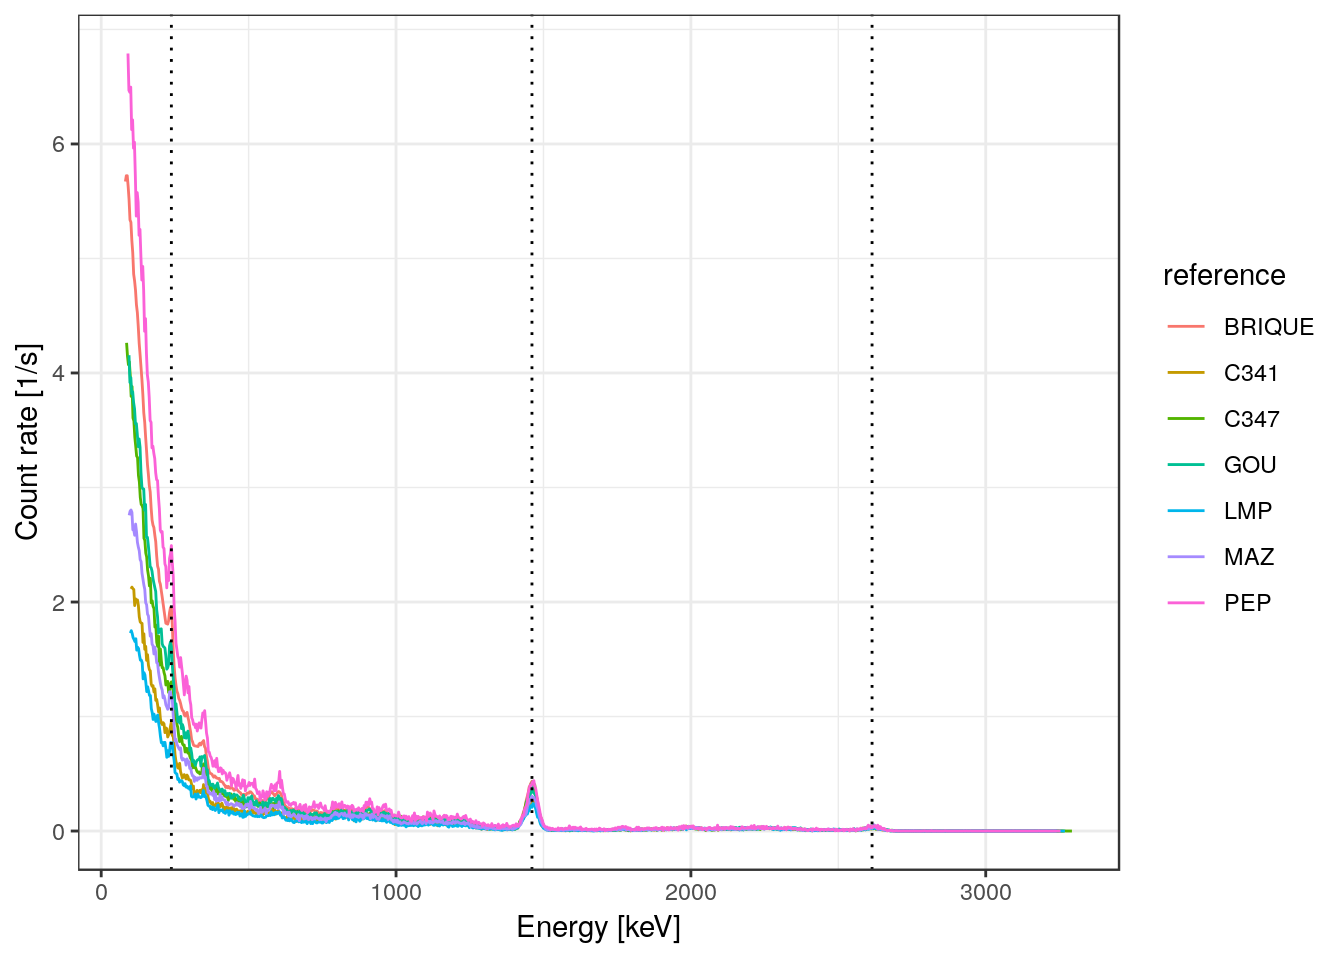 Count rate [1/s]
6
4
2
0
0
1000
2000
3000
Energy [keV]
reference
BRIQUE
C341
C347
GOU
LMP
MAZ
PEP